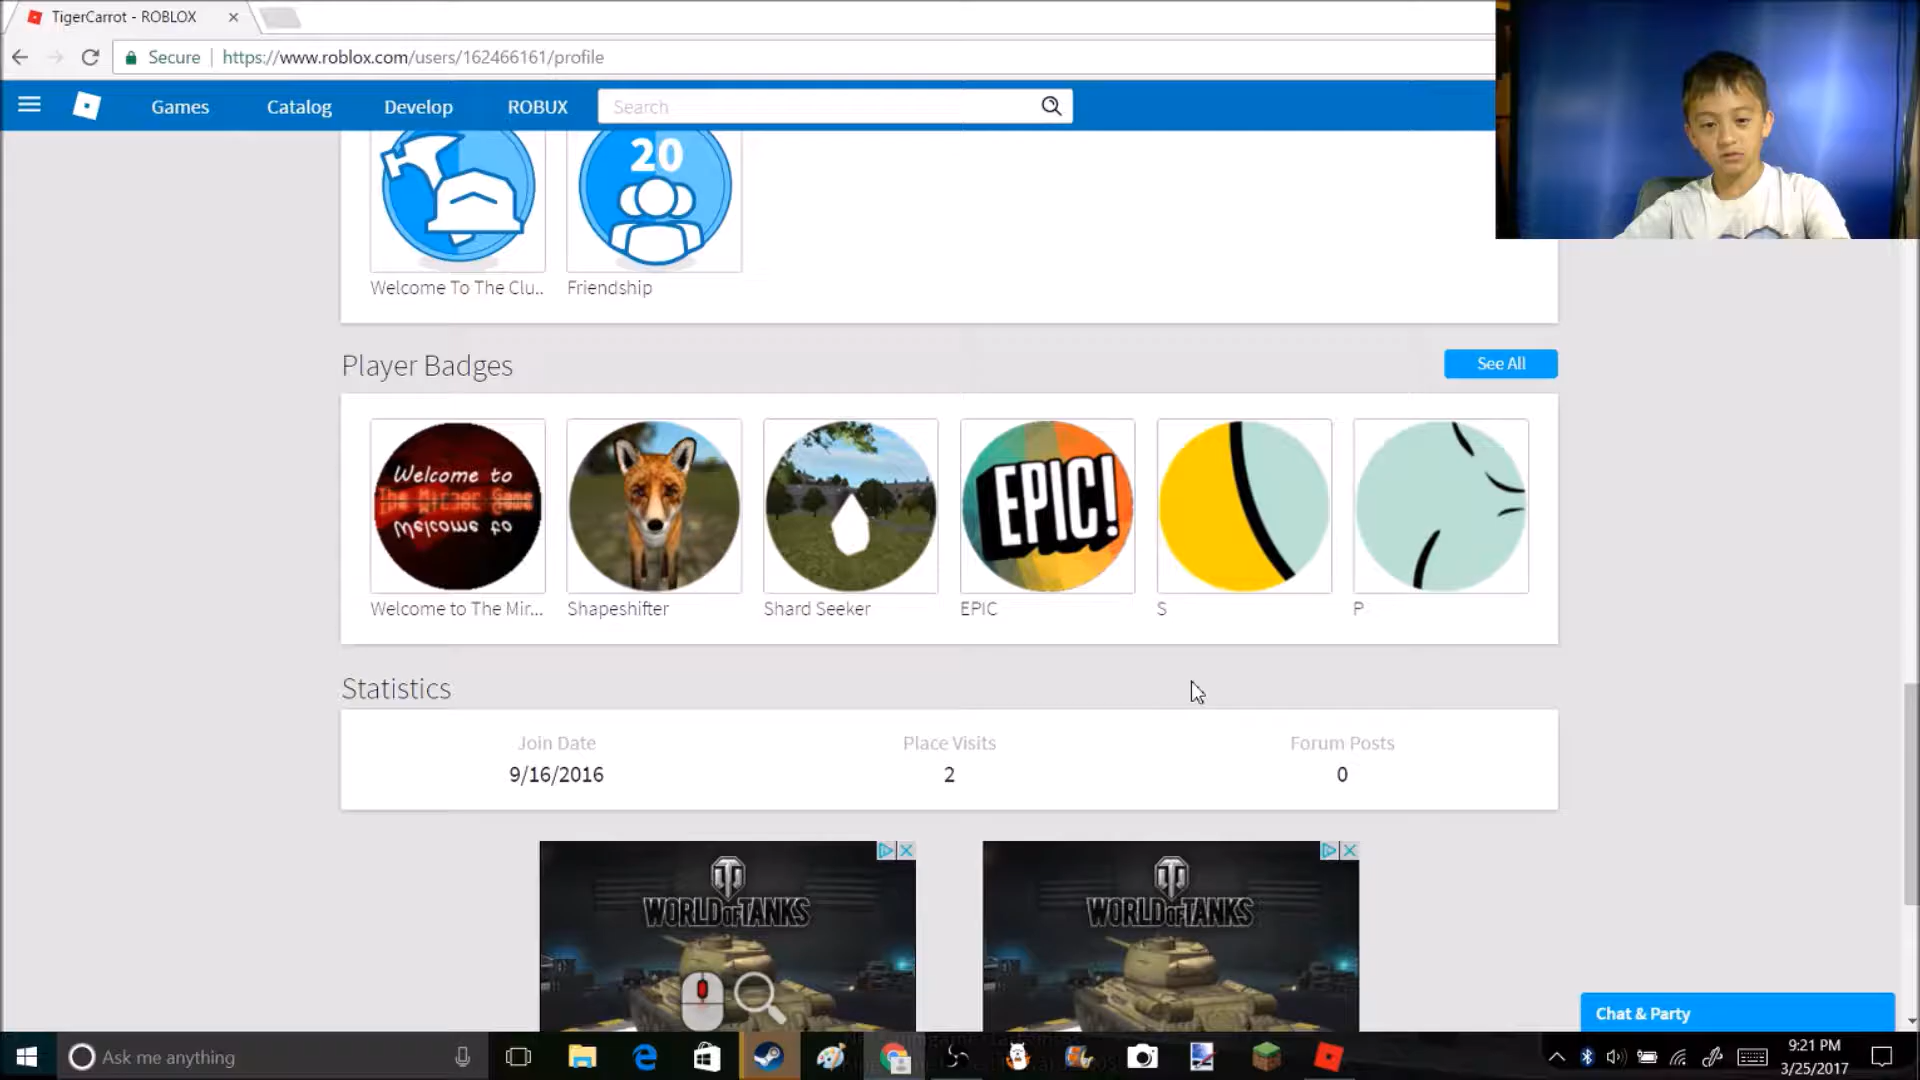 TigerCarrot - ROBLOX
Secure https://www.roblox.com/users/162466161/profile
Games Catalog Develop ROBUX Search
20
Welcome To The Clu.. Friendship
Player Badges See All
Welcome to
Welcome to
EPIC!
Welcome to The Mir... Shapeshifter Shard Seeker EPIC S P
Statistics
Join Date Place Visits Forum Posts
9/16/2016 2 0
WORLD OF TANKS WORLD OF TANKS
Chat & Party
Ask me anything
9:21 PM
3/25/2017